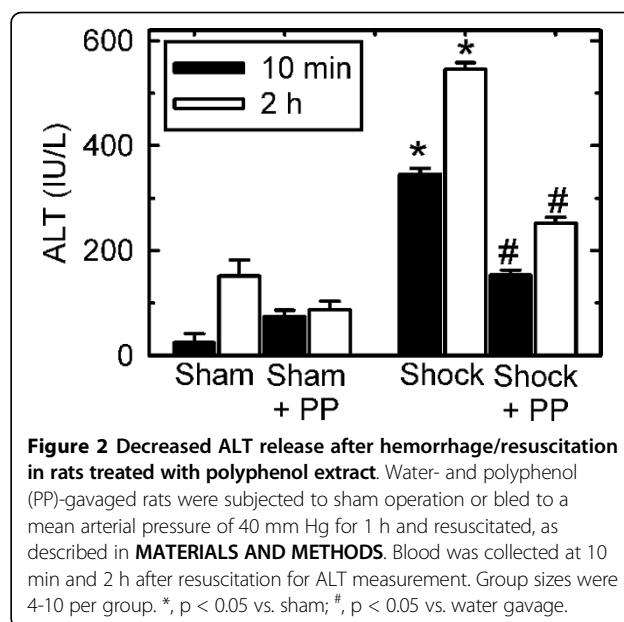 600
10 min
2 h
400
200
0
ALT (IU/L)
*
*
#
#
Sham
Sham
+ PP
Shock
Shock
+ PP
Figure 2 Decreased ALT release after hemorrhage/resuscitation
in rats treated with polyphenol extract. Water- and polyphenol
(PP)-gavaged rats were subjected to sham operation or bled to a
mean arterial pressure of 40 mm Hg for 1 h and resuscitated, as
described in MATERIALS AND METHODS. Blood was collected at 10
min and 2 h after resuscitation for ALT measurement. Group sizes were
4-10 per group. *, p < 0.05 vs. sham; #, p < 0.05 vs. water gavage.